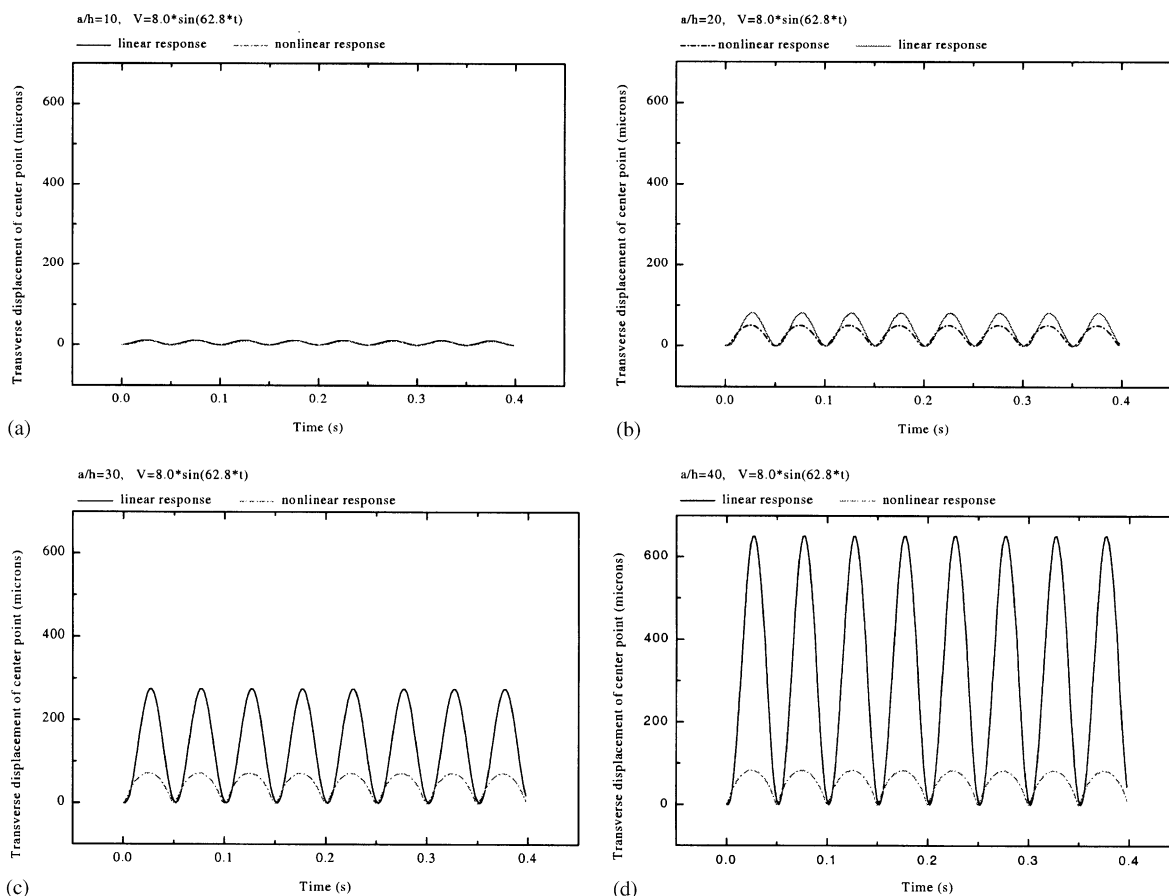 a/h=10, V=8.0*sin(62.8*t)
linear response nonlinear response
Transverse displacement of center point (microns)
600
400
200
0
0.0 0.1 0.2 0.3 0.4
Time (s)
(a)
a/h=20, V=8.0*sin(62.8*t)
nonlinear response linear response
Transverse displacement of center point (microns)
600
400
200
0
0.0 0.1 0.2 0.3 0.4
Time (s)
(b)
a/h=30, V=8.0*sin(62.8*t)
linear response nonlinear response
Transverse displacement of center point (microns)
600
400
200
0
0.0 0.1 0.2 0.3 0.4
Time (s)
(c)
a/h=40, V=8.0*sin(62.8*t)
linear response nonlinear response
Transverse displacement of center point (microns)
600
400
200
0
0.0 0.1 0.2 0.3 0.4
Time (s)
(d)